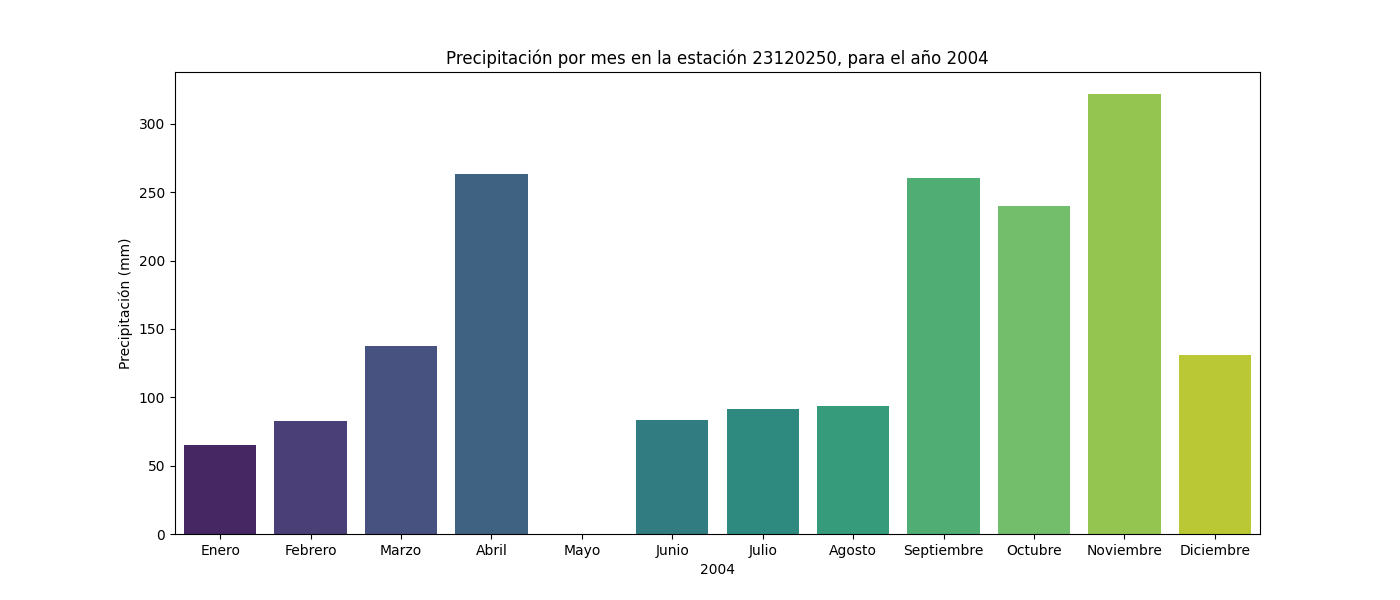 Precipitación por mes en la estación 23120250, para el año 2004
Precipitación (mm)
300
250
200
150
100
50
0
Enero Febrero Marzo Abril Mayo Junio Julio Agosto Septiembre Octubre Noviembre Diciembre
2004